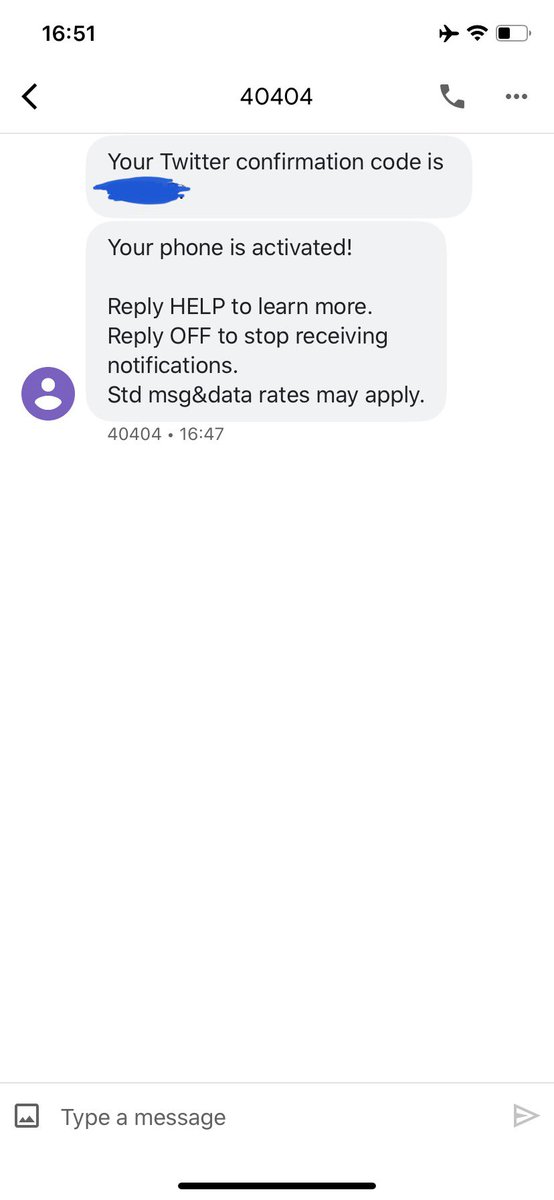 16:51
40404
Your Twitter confirmation code is
Your phone is activated!
Reply HELP to learn more.
Reply OFF to stop receiving
notifications.
Std msg&data rates may apply.
40404 • 16:47
Type a message